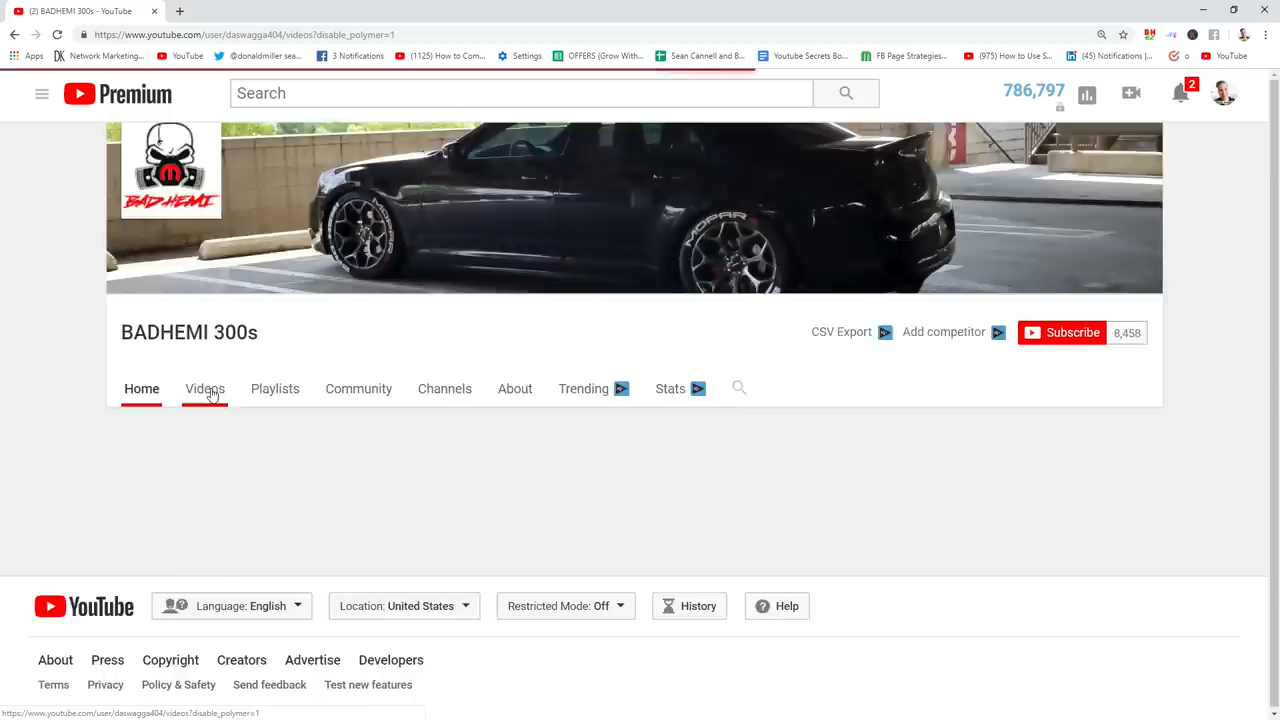 (2) BADHEMI 300s - YouTube
https://www.youtube.com/user/daswagga404/videos?disable_polymer=1
Apps Network Marketing... YouTube @donaldmiller sea... 3 Notifications (1125) How to Com... Settings OFFERS (Grow With... Sean Cannell and B... Youtube Secrets Bo... FB Page Strategies... (975) How to Use S... (45) Notifications |... o YouTube
Premium Search 786,797 2
BAD HEMI
MOPAR
BADHEMI 300s CSV Export Add competitor Subscribe 8,458
Home Videos Playlists Community Channels About Trending Stats
YouTube Language: English Location: United States Restricted Mode: Off History Help
About Press Copyright Creators Advertise Developers
Terms Privacy Policy & Safety Send feedback Test new features
https://www.youtube.com/user/daswagga404/videos?disable_polymer=1